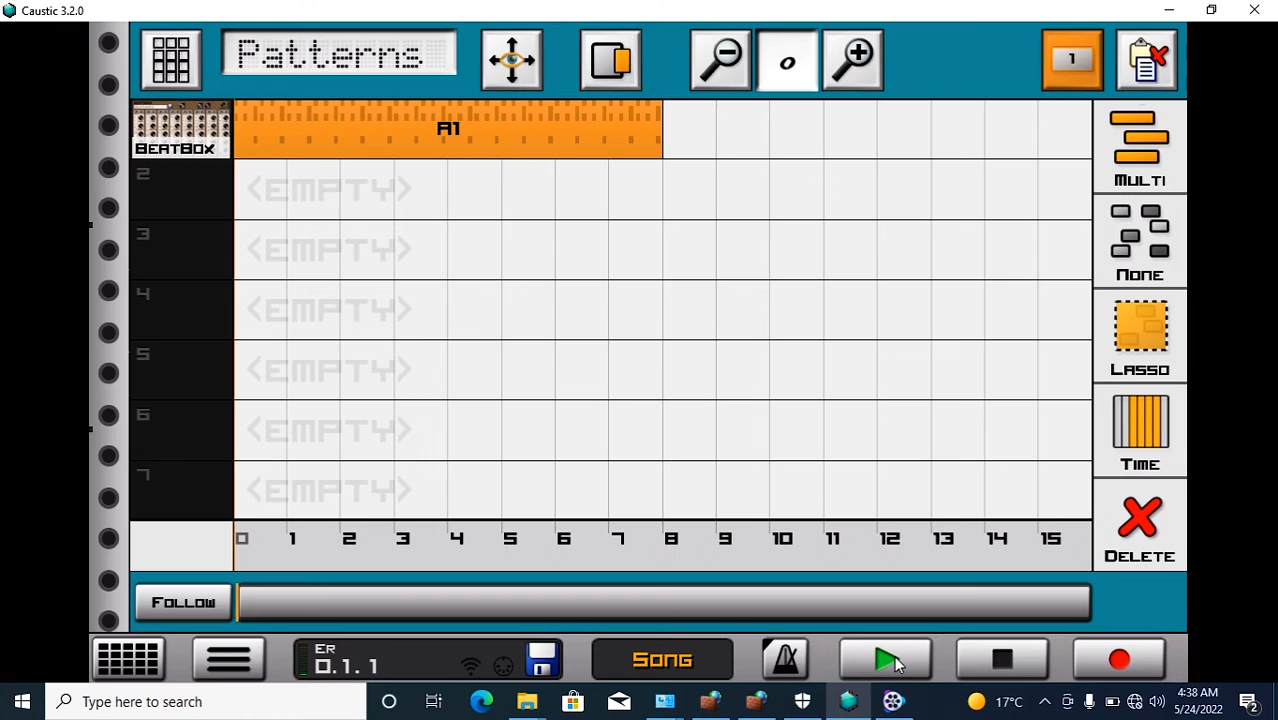 Caustic 3.2.0
Patterns
o
1
BEATBOX
A1
MULTI
2
<EMPTY>
3
<EMPTY>
NONE
4
<EMPTY>
LASSO
5
<EMPTY>
6
<EMPTY>
TIME
7
<EMPTY>
0 1 2 3 4 5 6 7 8 9 10 11 12 13 14 15
DELETE
FOLLOW
ER
0.1.1
SONG
Type here to search
17°C
4:38 AM
5/24/2022
2